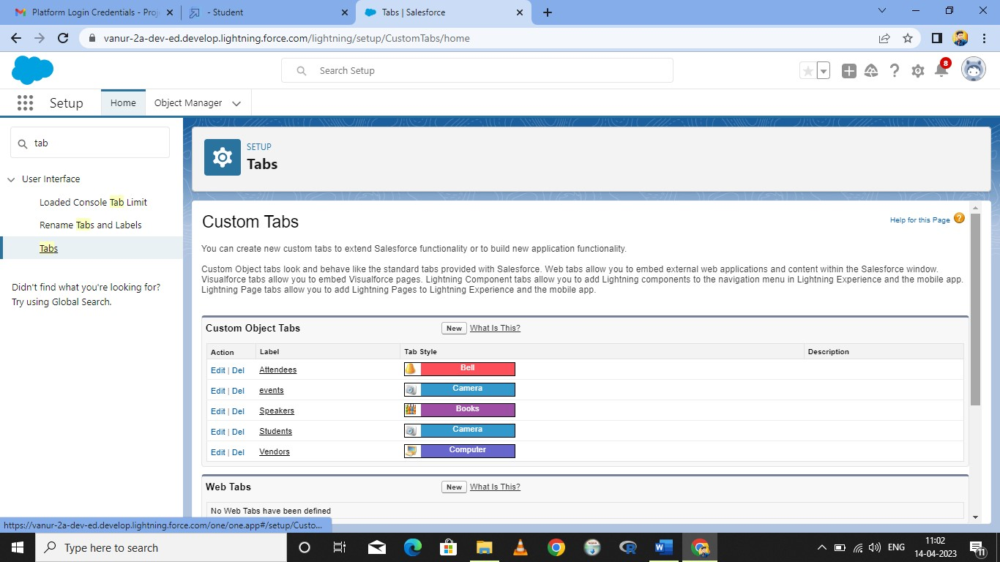 Platform Login Credentials - Proj
- Student
Tabs | Salesforce
vanur-2a-dev-ed.develop.lightning.force.com/lightning/setup/CustomTabs/home
Search Setup
8
Setup
Home
Object Manager
tab
User Interface
Loaded Console Tab Limit
Rename Tabs and Labels
Tabs
Didn't find what you're looking for?
Try using Global Search.
SETUP
Tabs
Custom Tabs
Help for this Page
You can create new custom tabs to extend Salesforce functionality or to build new application functionality.
Custom Object tabs look and behave like the standard tabs provided with Salesforce. Web tabs allow you to embed external web applications and content within the Salesforce window.
Visualforce tabs allow you to embed Visualforce pages. Lightning Component tabs allow you to add Lightning components to the navigation menu in Lightning Experience and the mobile app.
Lightning Page tabs allow you to add Lightning Pages to Lightning Experience and the mobile app.
Custom Object Tabs New What Is This?
Action Label Tab Style Description
Edit | Del Attendees Bell
Edit | Del events Camera
Edit | Del Speakers Books
Edit | Del Students Camera
Edit | Del Vendors Computer
Web Tabs New What Is This?
No Web Tabs have been defined
https://vanur-2a-dev-ed.develop.lightning.force.com/one/one.app#/setup/Custo...
Type here to search
ENG
11:02
14-04-2023
11